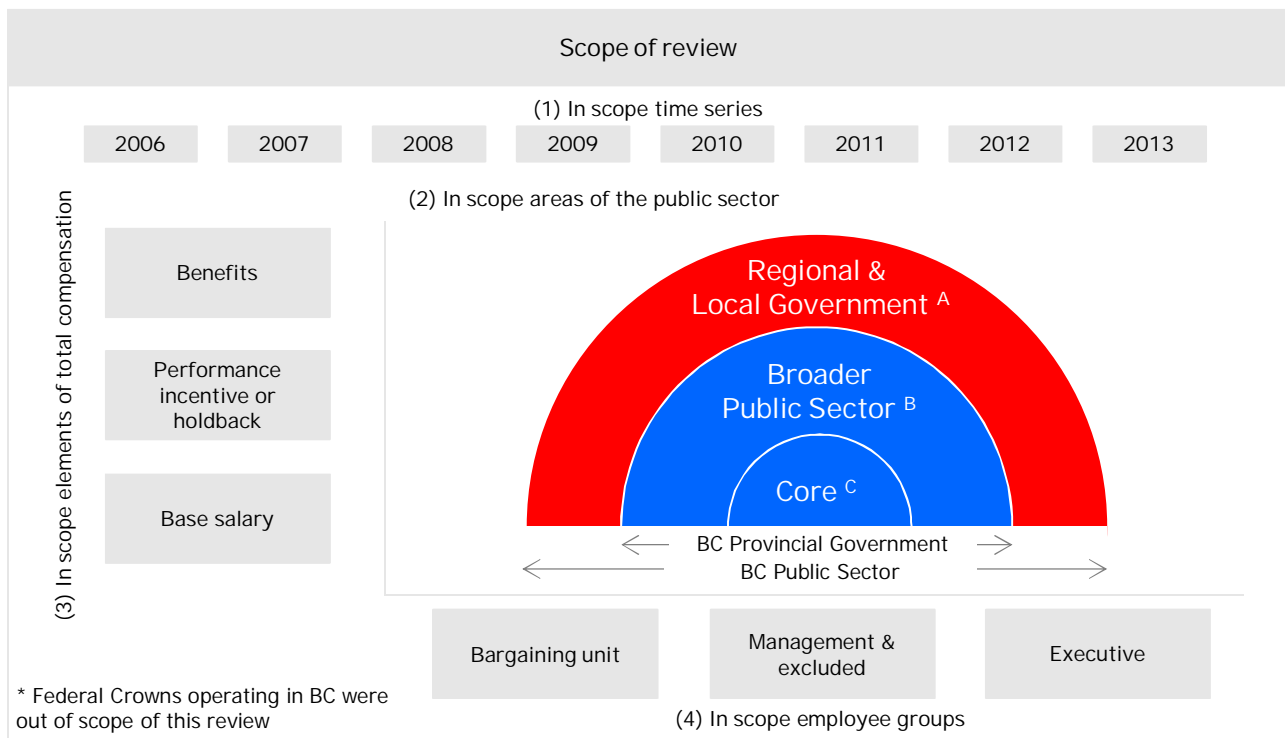 Scope of review
(1) In scope time series
2006 2007 2008 2009 2010 2011 2012 2013
(2) In scope areas of the public sector
(3) In scope elements of total compensation
Benefits
Performance
incentive or
holdback
Base salary
Regional &
Local Government A
Broader
Public Sector B
Core C
BC Provincial Government
BC Public Sector
Bargaining unit
Management &
excluded
Executive
(4) In scope employee groups
* Federal Crowns operating in BC were
out of scope of this review